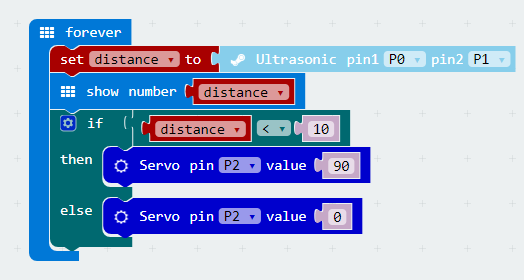 forever
set distance to Ultrasonic pin1 P0 pin2 P1
show number distance
if distance < 10
then Servo pin P2 value 90
else Servo pin P2 value 0